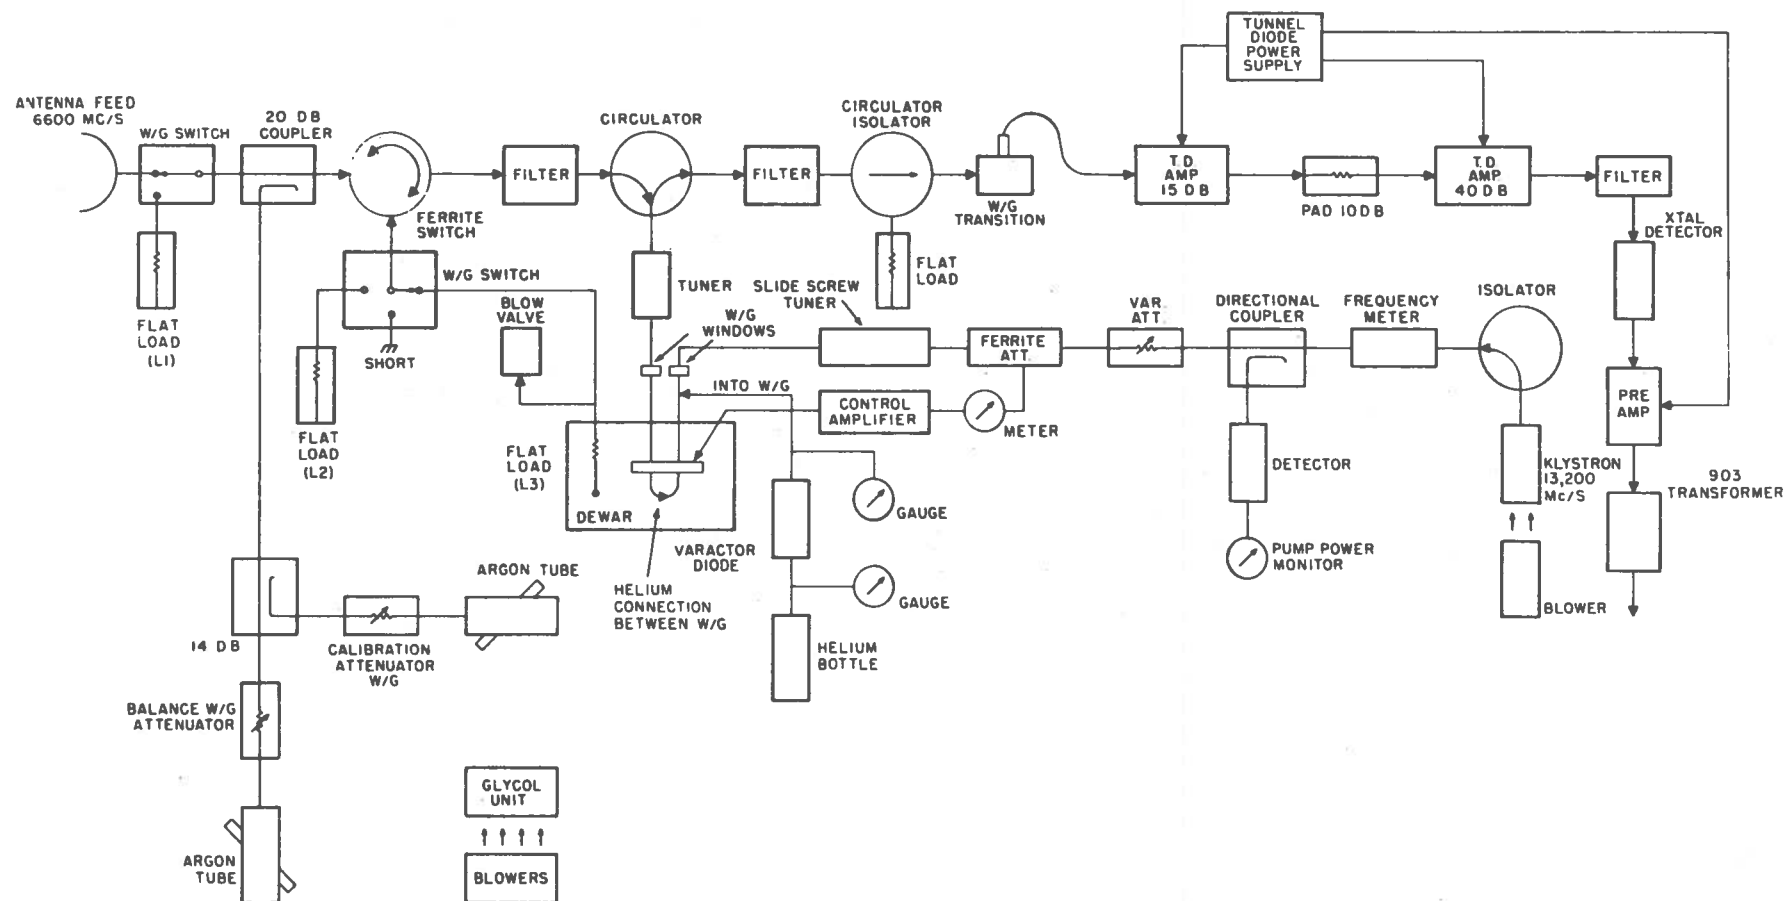 TUNNEL
DIODE
POWER
SUPPLY
ANTENNA FEED
6600 MC/S
W/G SWITCH
20 DB
COUPLER
FERRITE
SWITCH
FILTER
CIRCULATOR
FILTER
CIRCULATOR
ISOLATOR
W/G
TRANSITION
T.D.
AMP
15 DB
PAD 10 DB
T.D.
AMP
40 DB
FILTER
XTAL
DETECTOR
FLAT
LOAD
(L1)
W/G SWITCH
SHORT
FLAT
LOAD
(L2)
BLOW
VALVE
TUNER
W/G
WINDOWS
SLIDE SCREW
TUNER
FLAT
LOAD
FERRITE
ATT.
VAR
ATT
DIRECTIONAL
COUPLER
FREQUENCY
METER
ISOLATOR
INTO W/G
CONTROL
AMPLIFIER
METER
PRE
AMP
FLAT
LOAD
(L3)
DEWAR
VARACTOR
DIODE
GAUGE
DETECTOR
KLYSTRON
13,200
Mc/S
903
TRANSFORMER
HELIUM
CONNECTION
BETWEEN W/G
GAUGE
PUMP POWER
MONITOR
BLOWER
HELIUM
BOTTLE
14 DB
CALIBRATION
ATTENUATOR
W/G
ARGON TUBE
BALANCE W/G
ATTENUATOR
ARGON
TUBE
GLYCOL
UNIT
BLOWERS